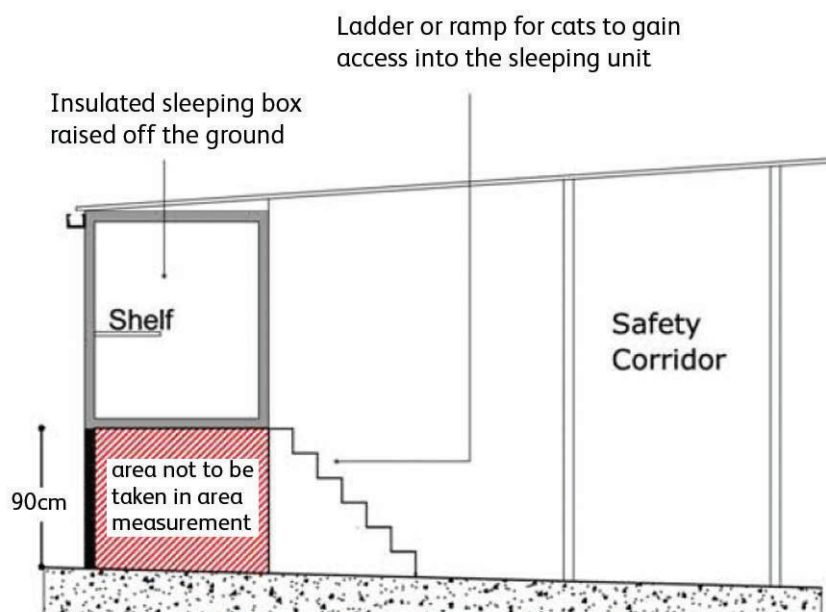 Ladder or ramp for cats to gain
access into the sleeping unit
Insulated sleeping box
raised off the ground
Shelf
Safety
Corridor
area not to be
taken in area
measurement
90cm